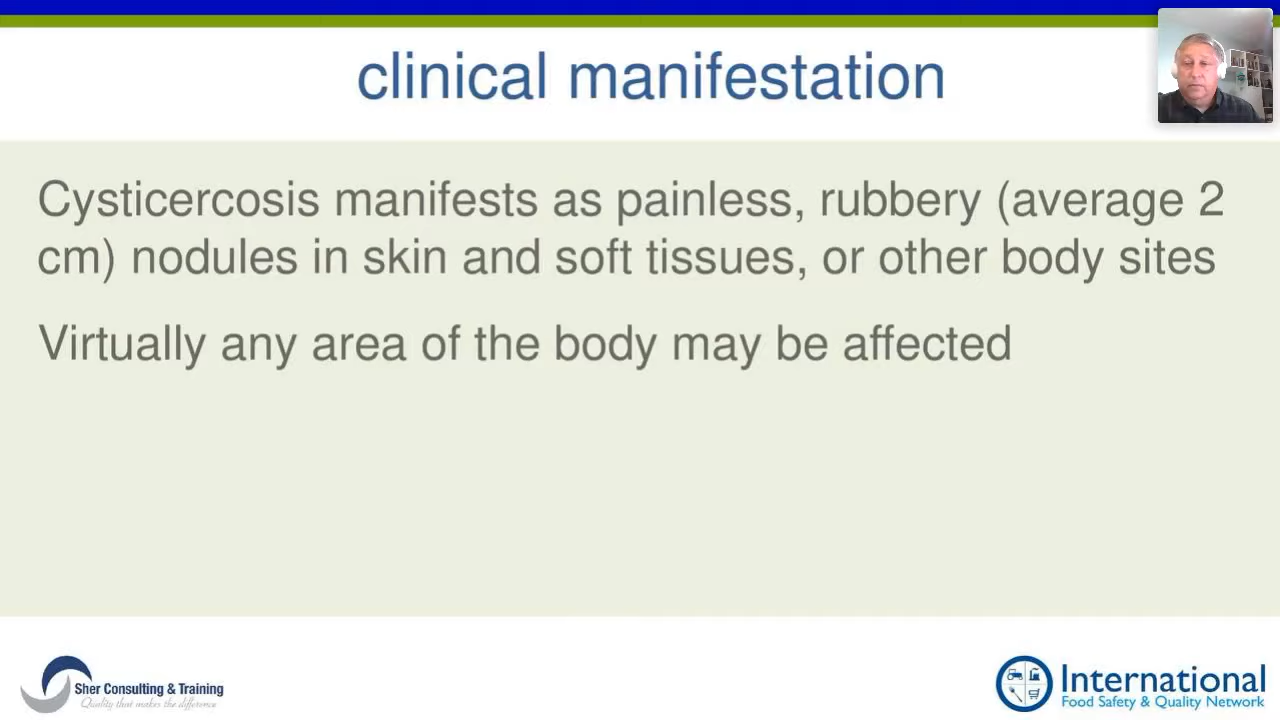 clinical manifestation
Cysticercosis manifests as painless, rubbery (average 2
cm) nodules in skin and soft tissues, or other body sites
Virtually any area of the body may be affected
Sher Consulting & Training
Quality that makes the difference
International
Food Safety & Quality Network